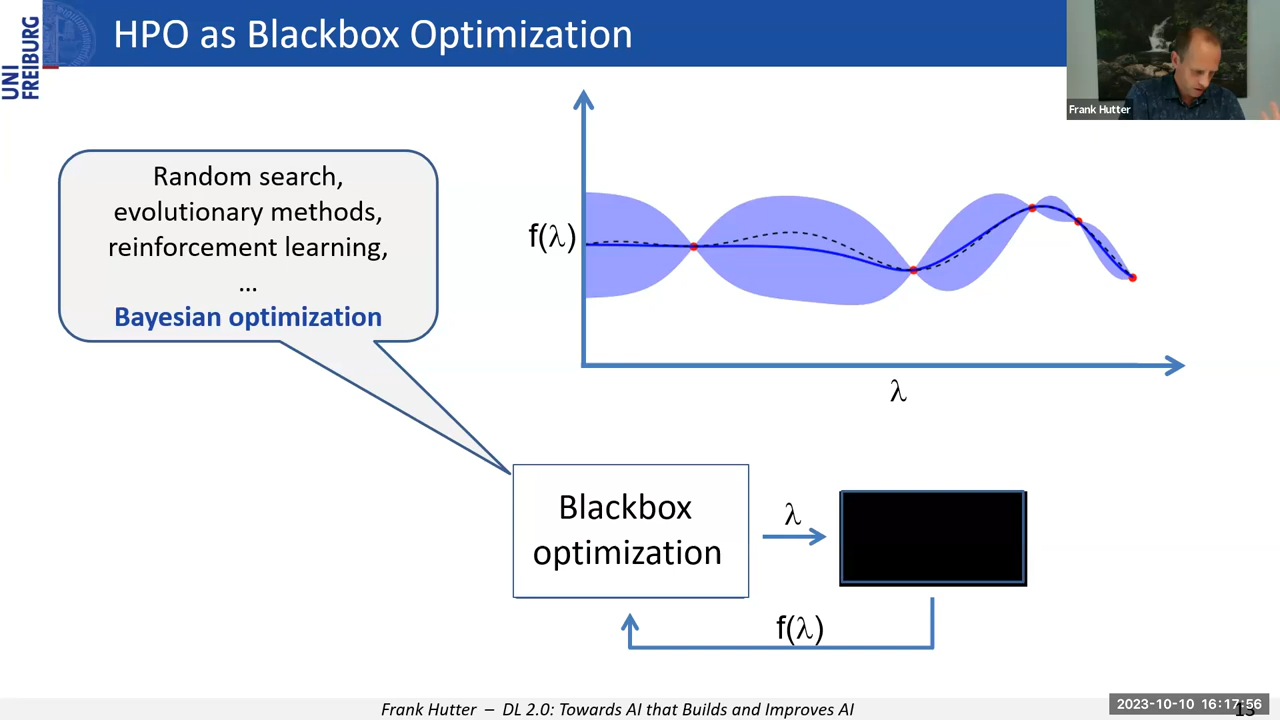 UNI
FREIBURG
HPO as Blackbox Optimization
Frank Hutter
Random search,
evolutionary methods,
reinforcement learning,
...
Bayesian optimization
f(λ)
λ
Blackbox
optimization
λ
f(λ)
Frank Hutter – DL 2.0: Towards AI that Builds and Improves AI
2023-10-10 16:17:56